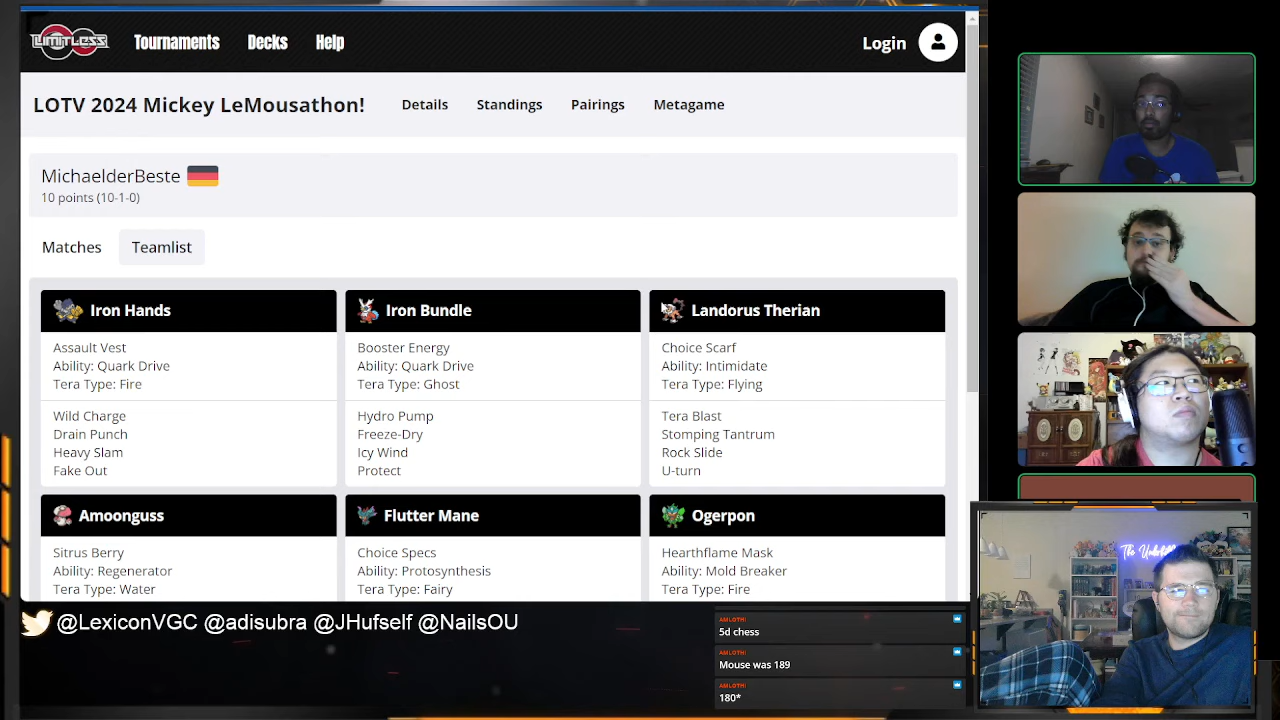 LIMITLESS
Tournaments Decks Help
Login
LOTV 2024 Mickey LeMousathon!
Details Standings Pairings Metagame
MichaelderBeste
10 points (10-1-0)
Matches Teamlist
Iron Hands
Assault Vest
Ability: Quark Drive
Tera Type: Fire
Wild Charge
Drain Punch
Heavy Slam
Fake Out
Iron Bundle
Booster Energy
Ability: Quark Drive
Tera Type: Ghost
Hydro Pump
Freeze-Dry
Icy Wind
Protect
Landorus Therian
Choice Scarf
Ability: Intimidate
Tera Type: Flying
Tera Blast
Stomping Tantrum
Rock Slide
U-turn
Amoonguss
Sitrus Berry
Ability: Regenerator
Tera Type: Water
Flutter Mane
Choice Specs
Ability: Protosynthesis
Tera Type: Fairy
Ogerpon
Hearthflame Mask
Ability: Mold Breaker
Tera Type: Fire
@LexiconVGC @adisubra @JHufself @NailsOU
AMLOTHI
5d chess
AMLOTHI
Mouse was 189
AMLOTHI
180*